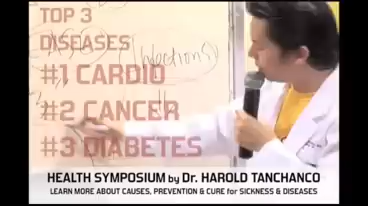 TOP 3
DISEASES
Infections
#1 CARDIO
#2 CANCER
#3 DIABETES
HEALTH SYMPOSIUM by Dr. HAROLD TANCHANCO
LEARN MORE ABOUT CAUSES, PREVENTION & CURE for SICKNESS & DISEASES